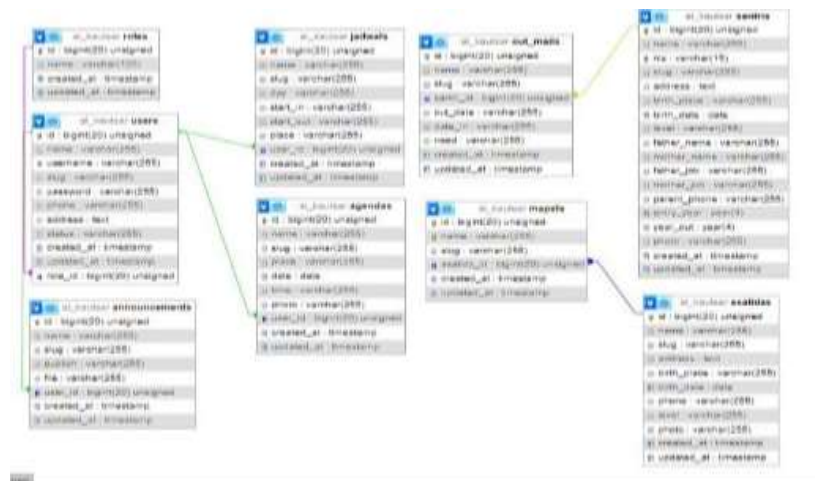 roles
id : bigint(20) unsigned
name : varchar(100)
created_at : timestamp
updated_at : timestamp
users
id : bigint(20) unsigned
name : varchar(255)
username : varchar(255)
slug : varchar(255)
password : varchar(255)
phone : varchar(255)
address : text
status : varchar(255)
created_at : timestamp
updated_at : timestamp
role_id : bigint(20) unsigned
announcements
id : bigint(20) unsigned
name : varchar(255)
slug : varchar(255)
publish : varchar(255)
file : varchar(255)
user_id : bigint(20) unsigned
created_at : timestamp
updated_at : timestamp
jadwals
id : bigint(20) unsigned
name : varchar(255)
slug : varchar(255)
day : varchar(255)
start_in : varchar(255)
start_out : varchar(255)
place : varchar(255)
user_id : bigint(20) unsigned
created_at : timestamp
updated_at : timestamp
agendas
id : bigint(20) unsigned
name : varchar(255)
slug : varchar(255)
place : varchar(255)
date : date
time : varchar(255)
photo : varchar(255)
user_id : bigint(20) unsigned
created_at : timestamp
updated_at : timestamp
out_mails
id : bigint(20) unsigned
name : varchar(255)
slug : varchar(255)
santri_id : bigint(20) unsigned
out_date : varchar(255)
date_in : varchar(255)
need : varchar(255)
created_at : timestamp
updated_at : timestamp
mapels
id : bigint(20) unsigned
name : varchar(255)
slug : varchar(255)
: bigint(20) unsigned
created_at : timestamp
updated_at : timestamp
santris
id : bigint(20) unsigned
name : varchar(255)
nis : varchar(15)
slug : varchar(255)
address : text
birth_place : varchar(255)
birth_date : date
level : varchar(255)
father_name : varchar(255)
mother_name : varchar(255)
father_job : varchar(255)
mother_job : varchar(255)
parent_phone : varchar(255)
entry_year : year(4)
year_out : year(4)
photo : varchar(255)
created_at : timestamp
updated_at : timestamp
id : bigint(20) unsigned
name : varchar(255)
slug : varchar(255)
address : text
birth_place : varchar(255)
birth_date : date
phone : varchar(255)
level : varchar(255)
photo : varchar(255)
created_at : timestamp
updated_at : timestamp